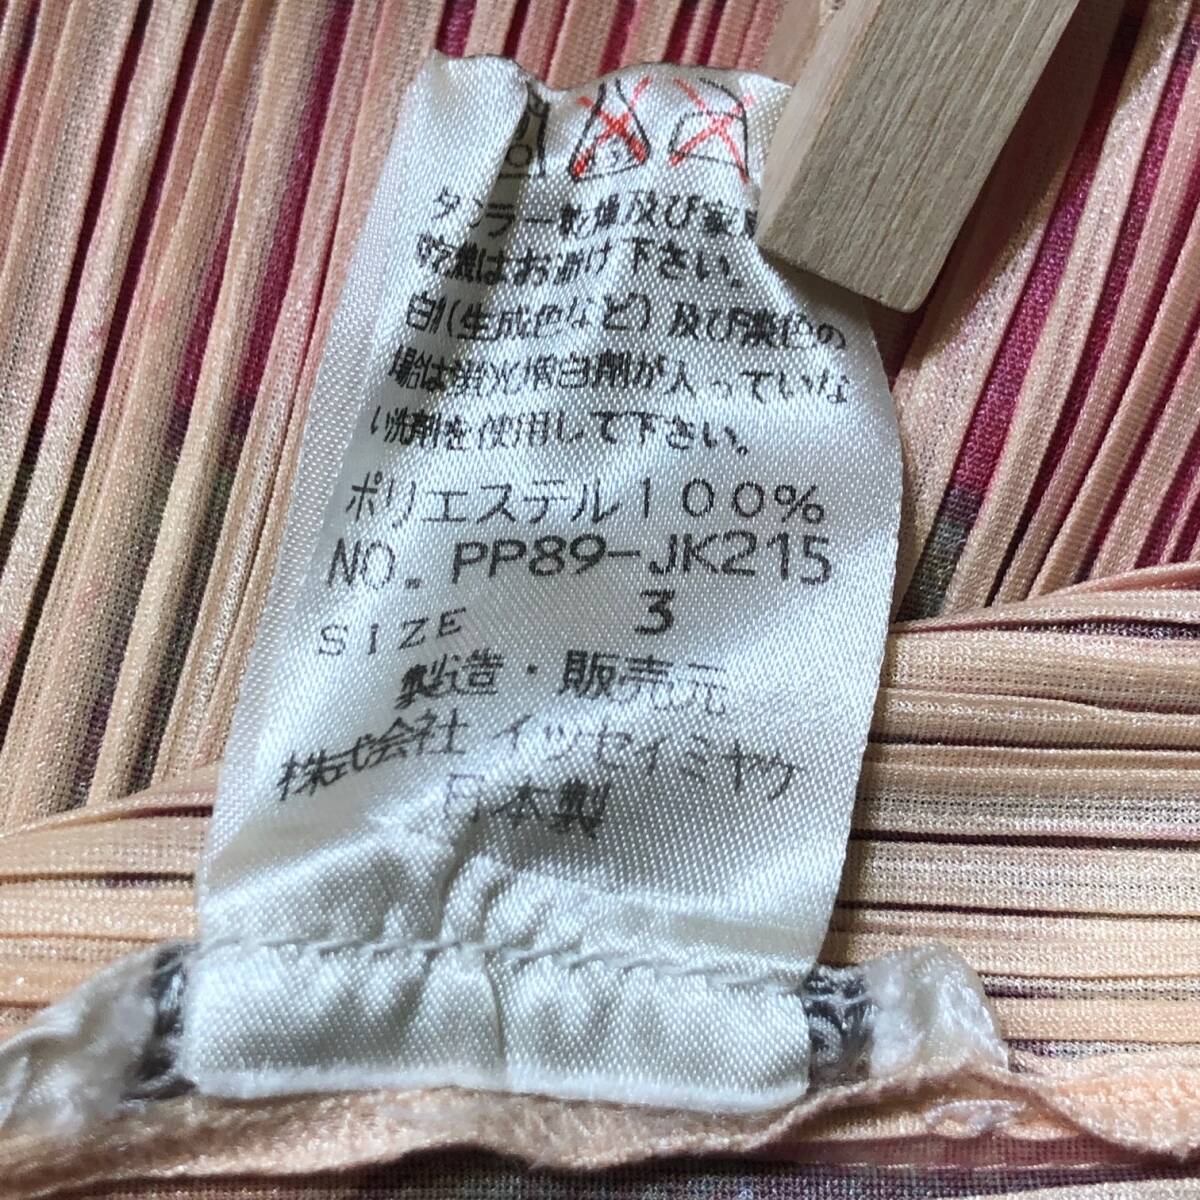 タンブラー乾燥及び家庭
乾燥機はお避け下さい。
白(生成色など)及び淡色の
場合は蛍光増白剤が入っていな
い洗剤を使用して下さい。
ポリエステル100%
NO. PP89-JK215
SIZE 3
製造・販売元
株式会社イッセイミヤケ
日本製